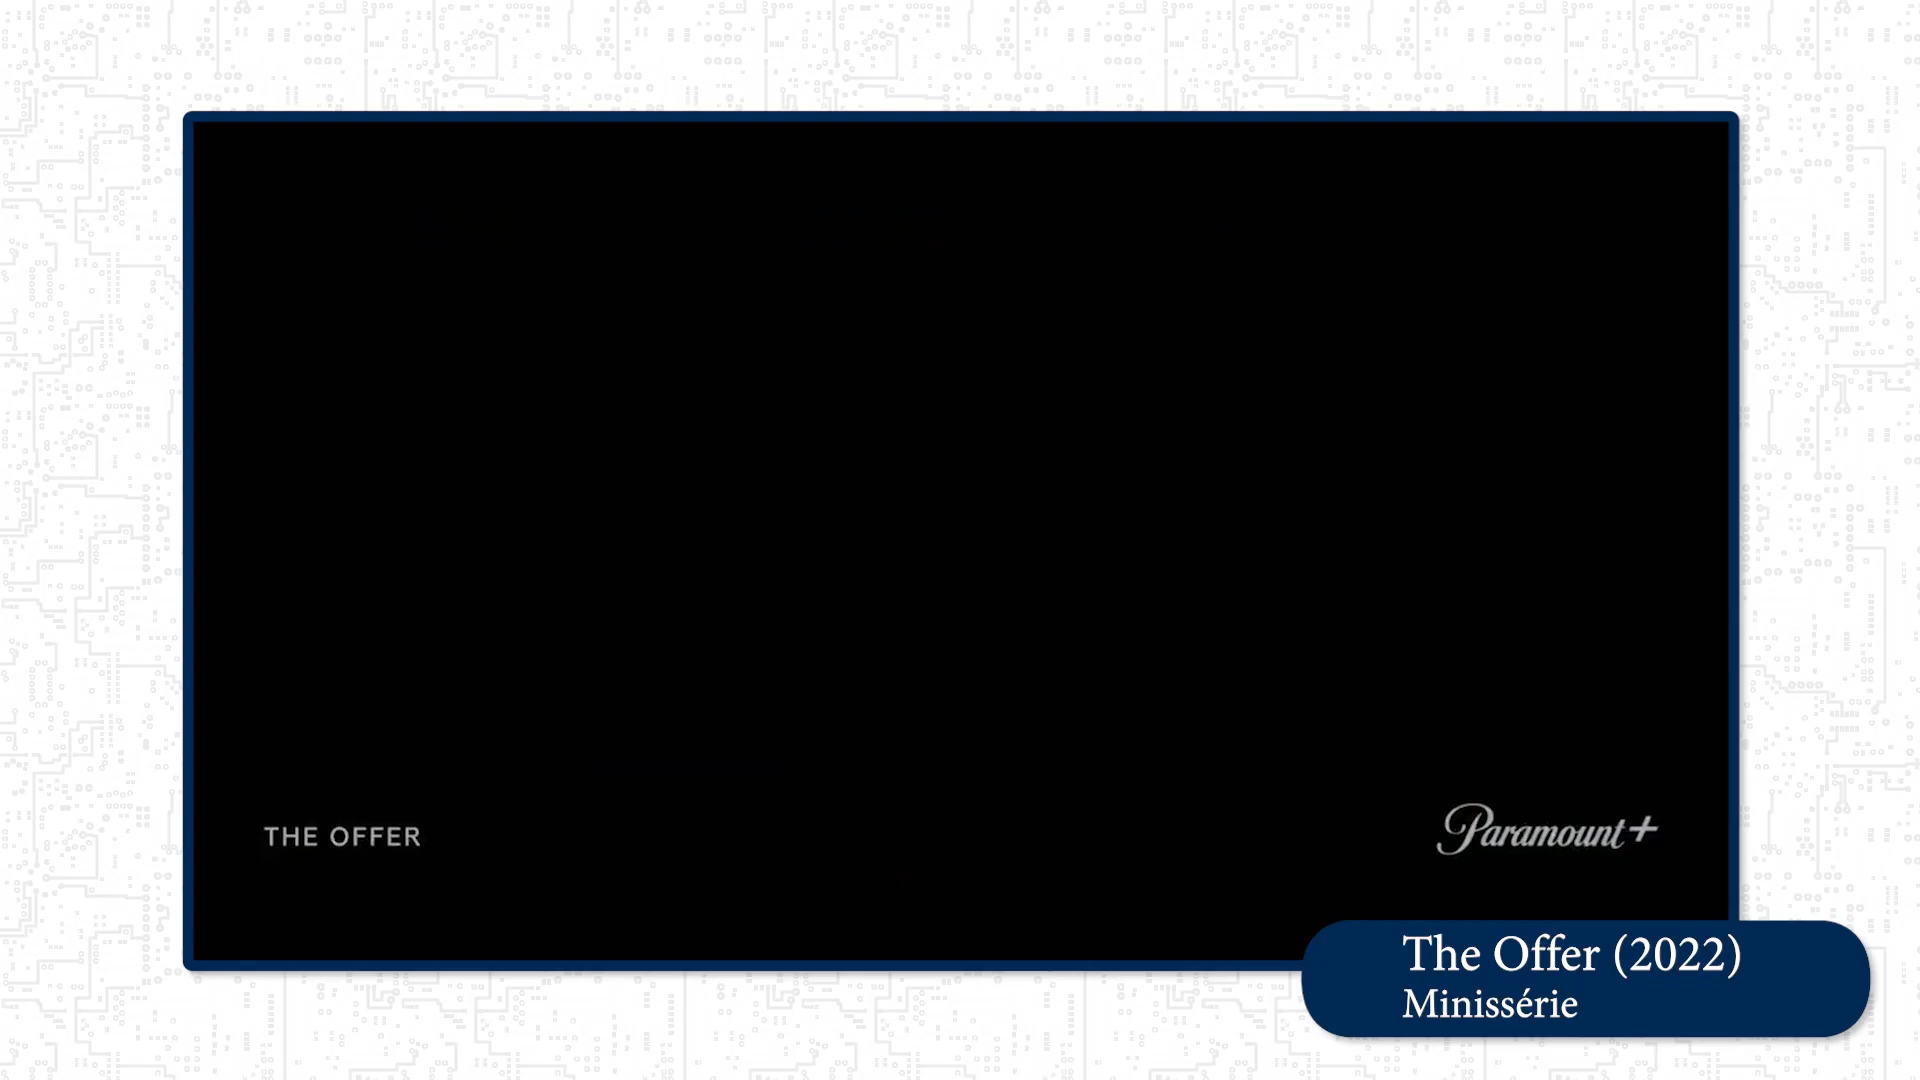 THE OFFER
Paramount+
The Offer (2022)
Minissérie